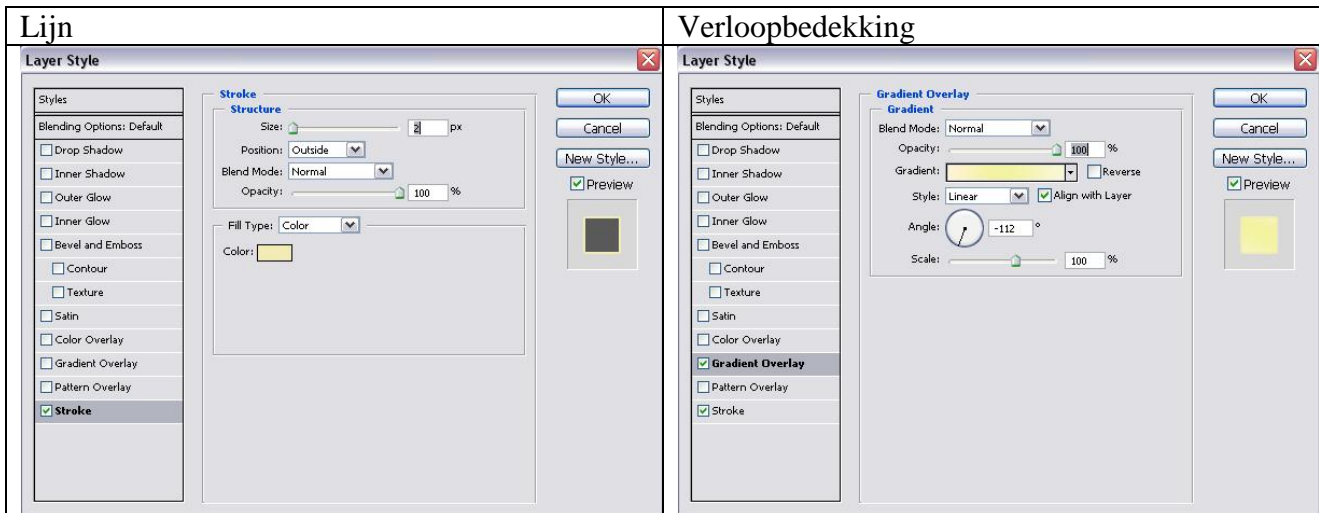 Lijn
Layer Style
Styles
Blending Options: Default
Drop Shadow
Inner Shadow
Outer Glow
Inner Glow
Bevel and Emboss
Contour
Texture
Satin
Color Overlay
Gradient Overlay
Pattern Overlay
Stroke
Stroke
Structure
Size: 2 px
Position: Outside
Blend Mode: Normal
Opacity: 100 %
Fill Type: Color
Color:
OK
Cancel
New Style...
Preview
Verloopbedekking
Layer Style
Styles
Blending Options: Default
Drop Shadow
Inner Shadow
Outer Glow
Inner Glow
Bevel and Emboss
Contour
Texture
Satin
Color Overlay
Gradient Overlay
Pattern Overlay
Stroke
Gradient Overlay
Gradient
Blend Mode: Normal
Opacity: 100 %
Gradient: Reverse
Style: Linear Align with Layer
Angle: -112 °
Scale: 100 %
OK
Cancel
New Style...
Preview